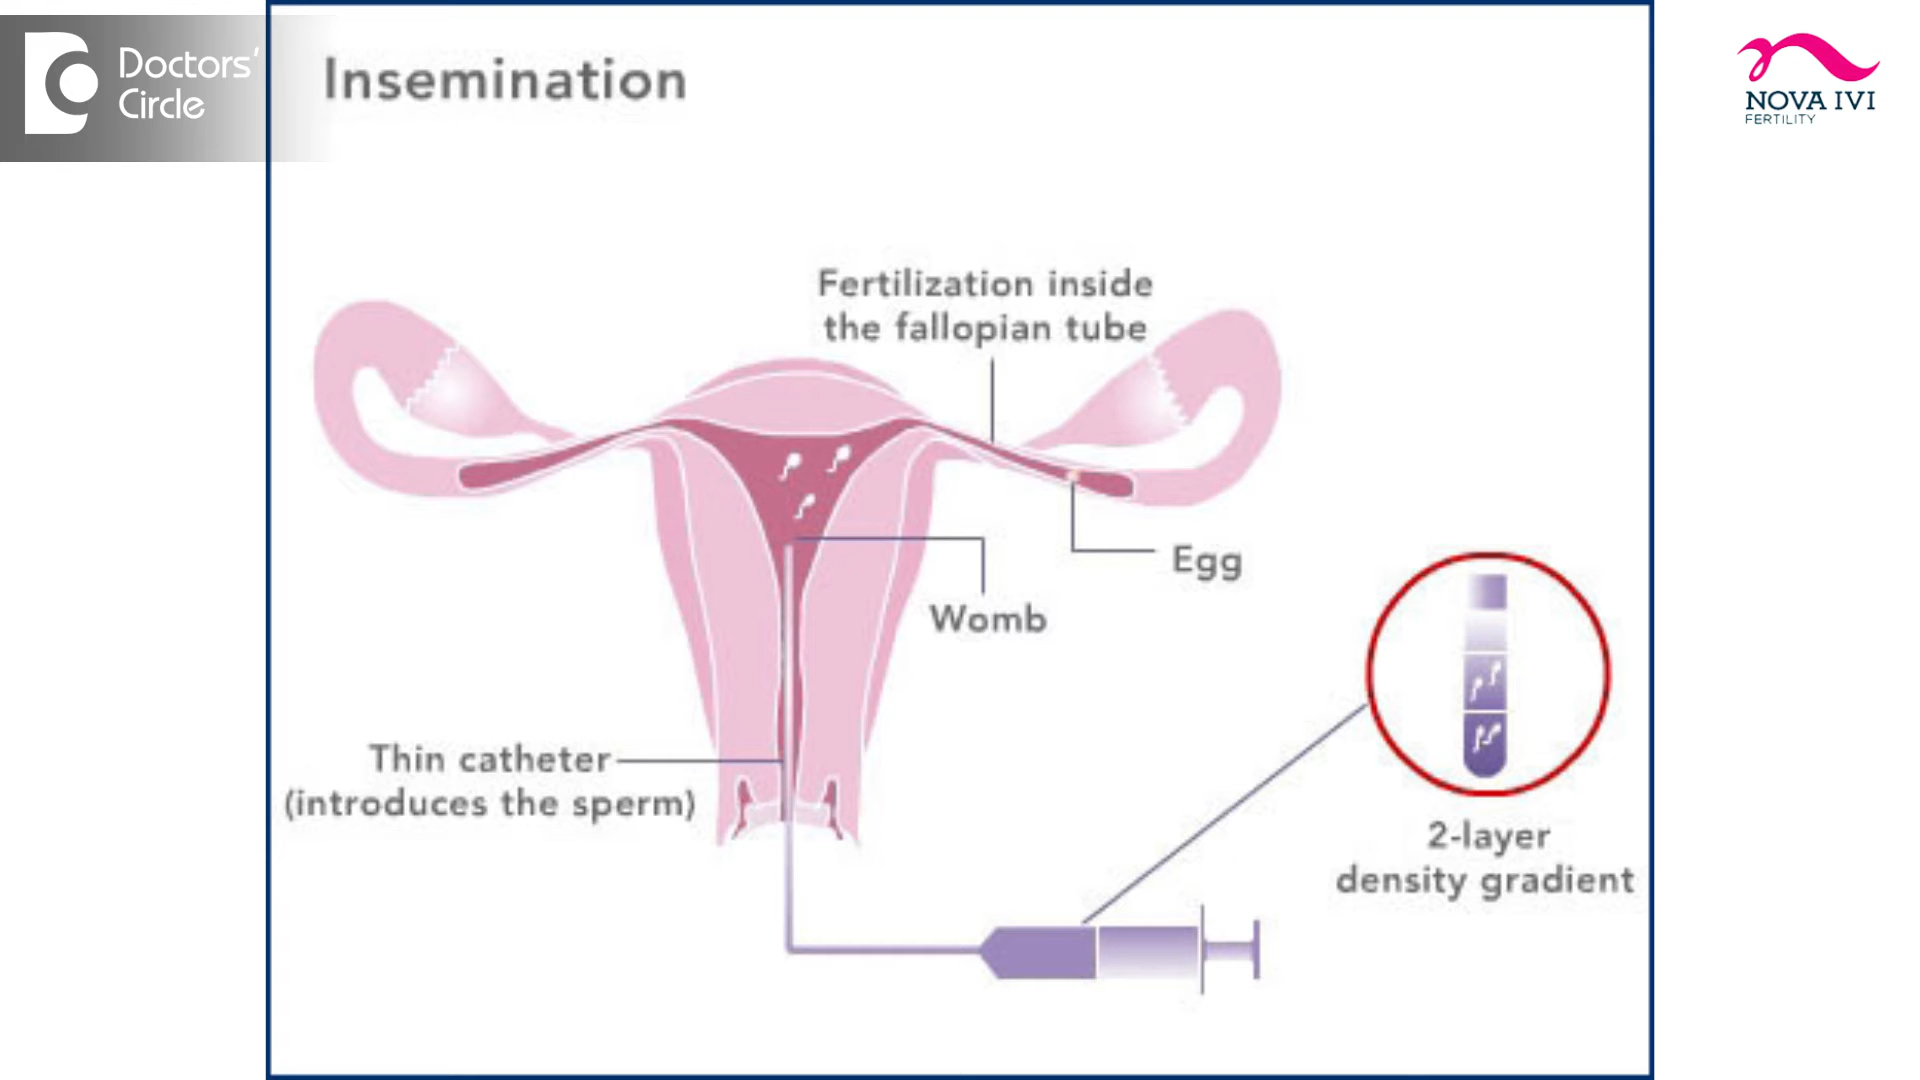 Doctors'
Circle
Insemination
NOVA IVI
FERTILITY
Fertilization inside
the fallopian tube
Egg
Womb
Thin catheter
(introduces the sperm)
2-layer
density gradient